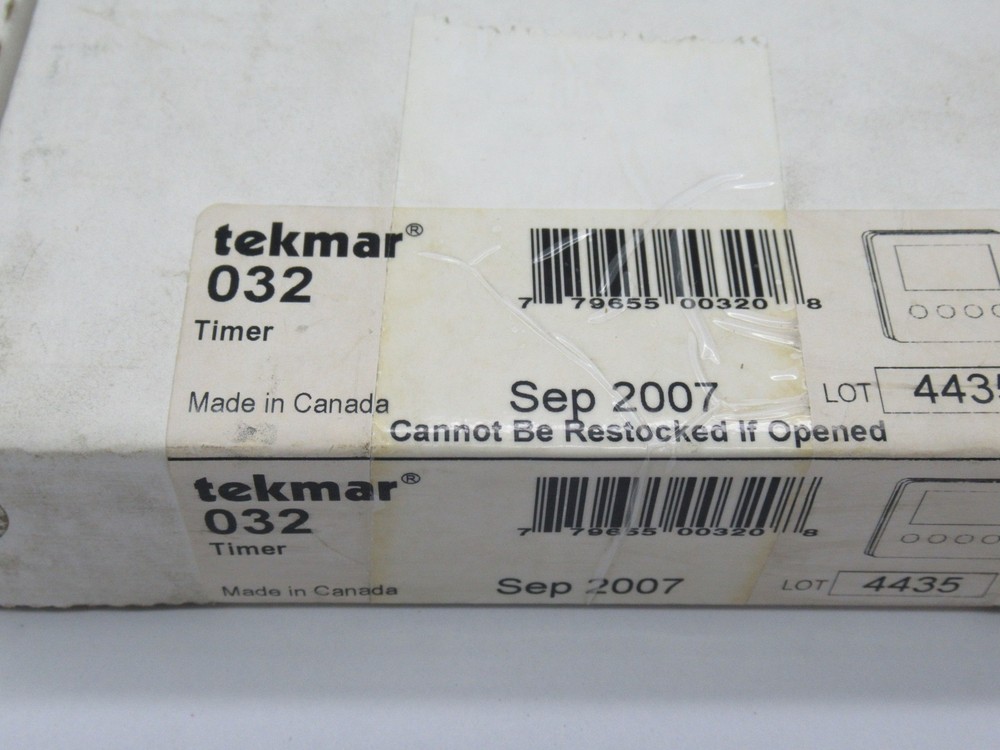 tekmar®
032
Timer
7 79655 00320 8
Made in Canada
Sep 2007
LOT 4435
Cannot Be Restocked If Opened
tekmar®
032
Timer
7 79655 00320 8
Made in Canada
Sep 2007
LOT 4435